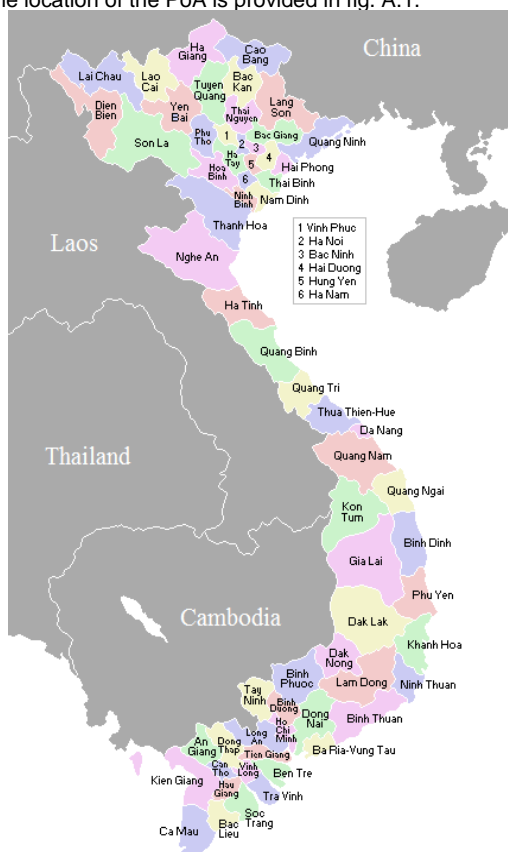 he location of the PoA is provided in fig. A.1.
China
Ha
Giang
Cao
Bang
Lai Chau
Lao
Cai
Tuyen
Quang
Bac
Kan
Dien
Bien
Yen
Bai
Thai
Nguyen
Lang
Son
Phu
Tho
Bac Giang
Quang Ninh
Son La
1
2
3
4
Ha
Tay
5
Hoa
Binh
6
Hai Phong
Thai Binh
Ninh
Binh
Nam Dinh
Thanh Hoa
1 Vinh Phuc
2 Ha Noi
3 Bac Ninh
4 Hai Duong
5 Hung Yen
6 Ha Nam
Laos
Nghe An
Ha Tinh
Quang Binh
Quang Tri
Thua Thien-Hue
Da Nang
Thailand
Quang Nam
Quang Ngai
Kon
Tum
Binh Dinh
Gia Lai
Phu Yen
Cambodia
Dak Lak
Khanh Hoa
Dak
Nong
Binh
Phuoc
Lam Dong
Ninh Thuan
Tay
Ninh
Binh
Duong
Dong
Nai
Binh Thuan
Ho
Chi
Minh
Long
An
Ba Ria-Vung Tau
An
Giang
Dong
Thap
Tien Giang
Kien Giang
Can
Tho
Vinh
Long
Ben Tre
Hau
Giang
Tra Vinh
Soc
Trang
Ca Mau
Bac
Lieu